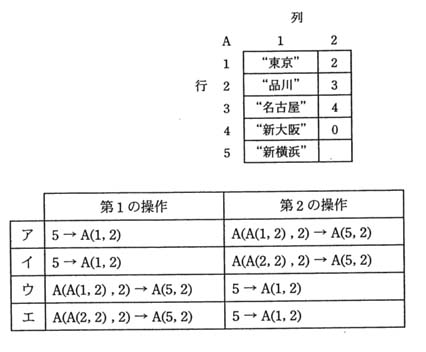 列
A 1 2
1 “東京” 2
行 2 “品川” 3
3 “名古屋” 4
4 “新大阪” 0
5 “新横浜”
第1の操作 第2の操作
ア 5 → A(1, 2) A(A(1, 2) , 2) → A(5, 2)
イ 5 → A(1, 2) A(A(2, 2) , 2) → A(5, 2)
ウ A(A(1, 2) , 2) → A(5, 2) 5 → A(1, 2)
エ A(A(2, 2) , 2) → A(5, 2) 5 → A(1, 2)